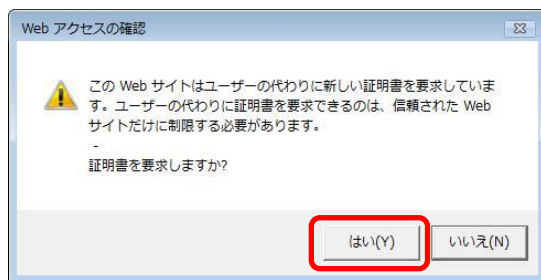 Web アクセスの確認
この Web サイトはユーザーの代わりに新しい証明書を要求していま
す。ユーザーの代わりに証明書を要求できるのは、信頼された Web
サイトだけに制限する必要があります。
-
証明書を要求しますか?
はい(Y) いいえ(N)